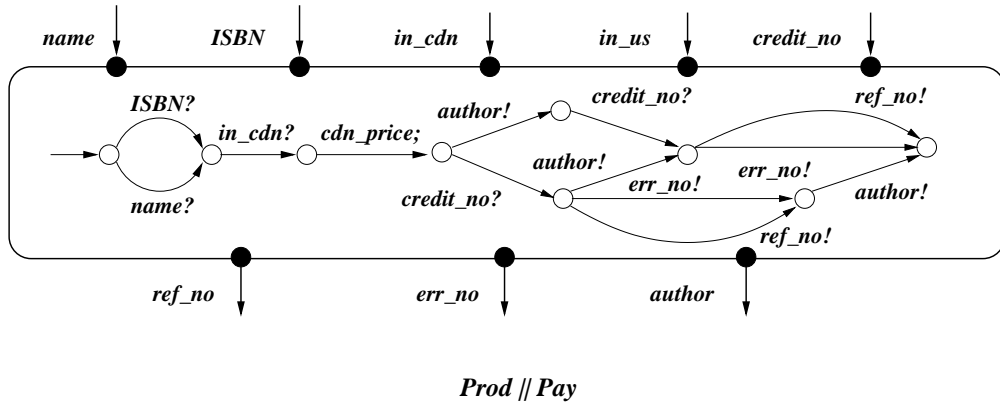 name ISBN in_cdn in_us credit_no
ISBN? credit_no? ref_no!
author!
in_cdn? cdn_price;
author!
err_no! err_no!
name? credit_no? author!
ref_no!
ref_no err_no author
Prod || Pay